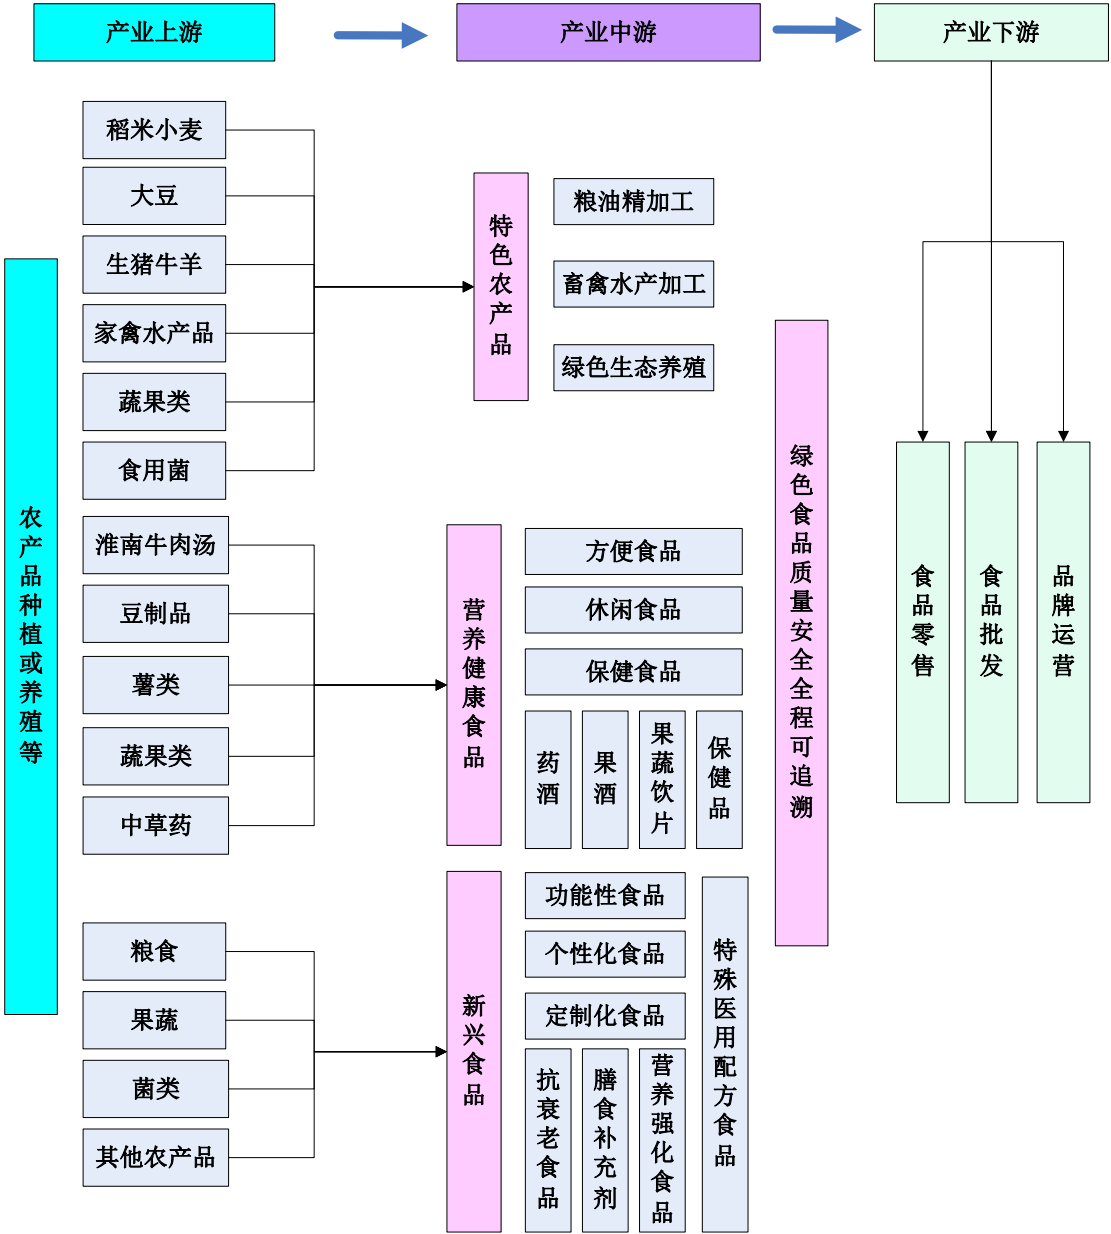 产业上游
产业中游
产业下游
农产品种植或养殖等
稻米小麦
大豆
生猪牛羊
家禽水产品
蔬果类
食用菌
特色农产品
粮油精加工
畜禽水产加工
绿色生态养殖
淮南牛肉汤
豆制品
薯类
蔬果类
中草药
营养健康食品
方便食品
休闲食品
保健食品
药酒
果酒
果蔬饮片
保健品
粮食
果蔬
菌类
其他农产品
新兴食品
功能性食品
个性化食品
定制化食品
抗衰老食品
膳食补充剂
营养强化食品
特殊医用配方食品
绿色食品质量安全全程可追溯
食品零售
食品批发
品牌运营